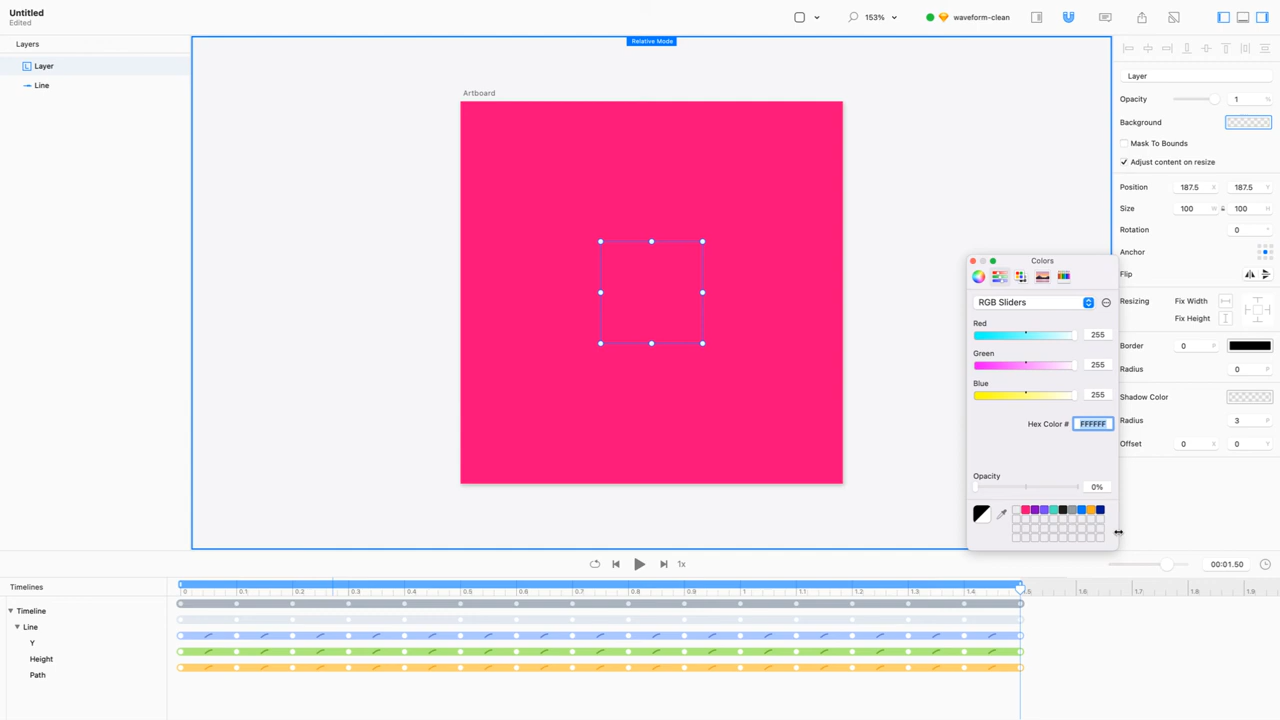 Untitled
Edited
153%
waveform-clean
Layers
Layer
Line
Relative Mode
Artboard
Layer
Opacity 1 %
Background
Mask To Bounds
Adjust content on resize
Position 187.5 X 187.5 Y
Size 100 W 100 H
Rotation 0 °
Anchor
Flip
Resizing Fix Width
Fix Height
Border 0 P
Radius 0
Shadow Color
Radius 3
Offset 0 X 0 Y
Colors
RGB Sliders
Red
255
Green
255
Blue
255
Hex Color # FFFFFF
Opacity
0%
1x
00:01.50
Timelines
0 0.1 0.2 0.3 0.4 0.5 0.6 0.7 0.8 0.9 1 1.1 1.2 1.3 1.4 1.5 1.6 1.7 1.8 1.9
Timeline
Line
Y
Height
Path